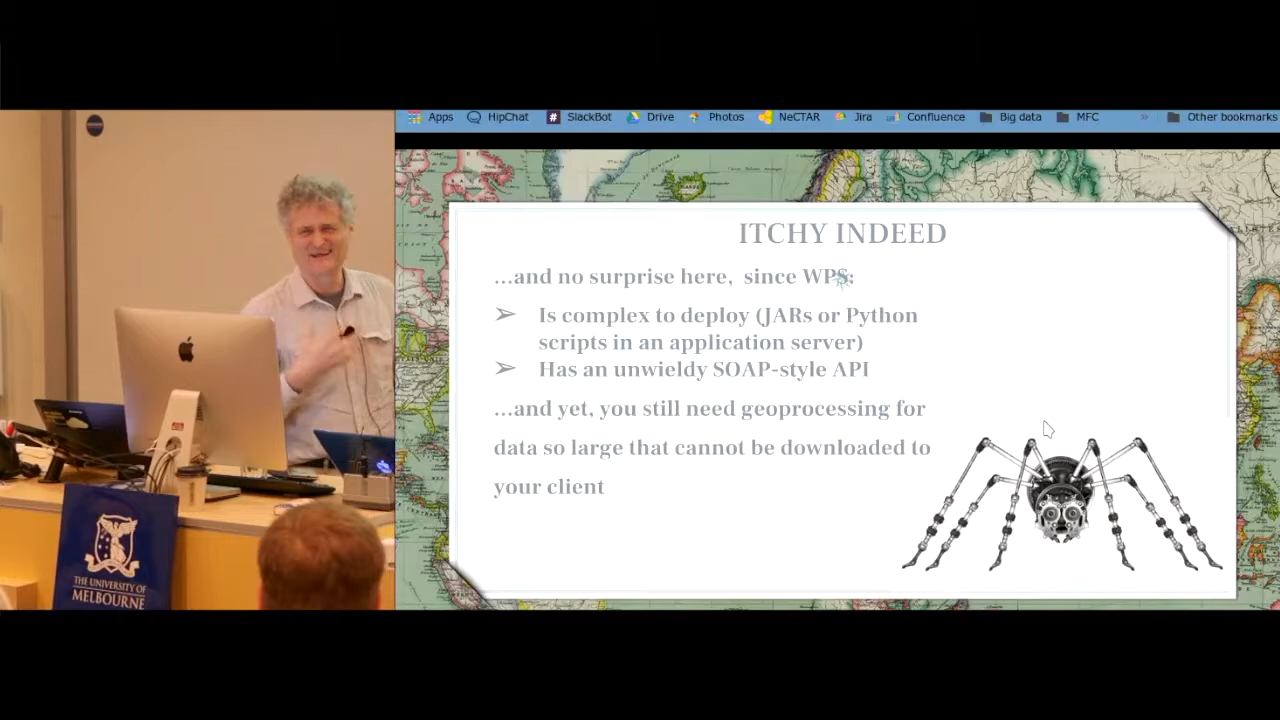 Apps HipChat SlackBot Drive Photos NeCTAR Jira Confluence Big data MFC » Other bookmarks
ITCHY INDEED
...and no surprise here, since WPS:
➢ Is complex to deploy (JARs or Python
scripts in an application server)
➢ Has an unwieldy SOAP-style API
...and yet, you still need geoprocessing for
data so large that cannot be downloaded to
your client
THE UNIVERSITY OF
MELBOURNE